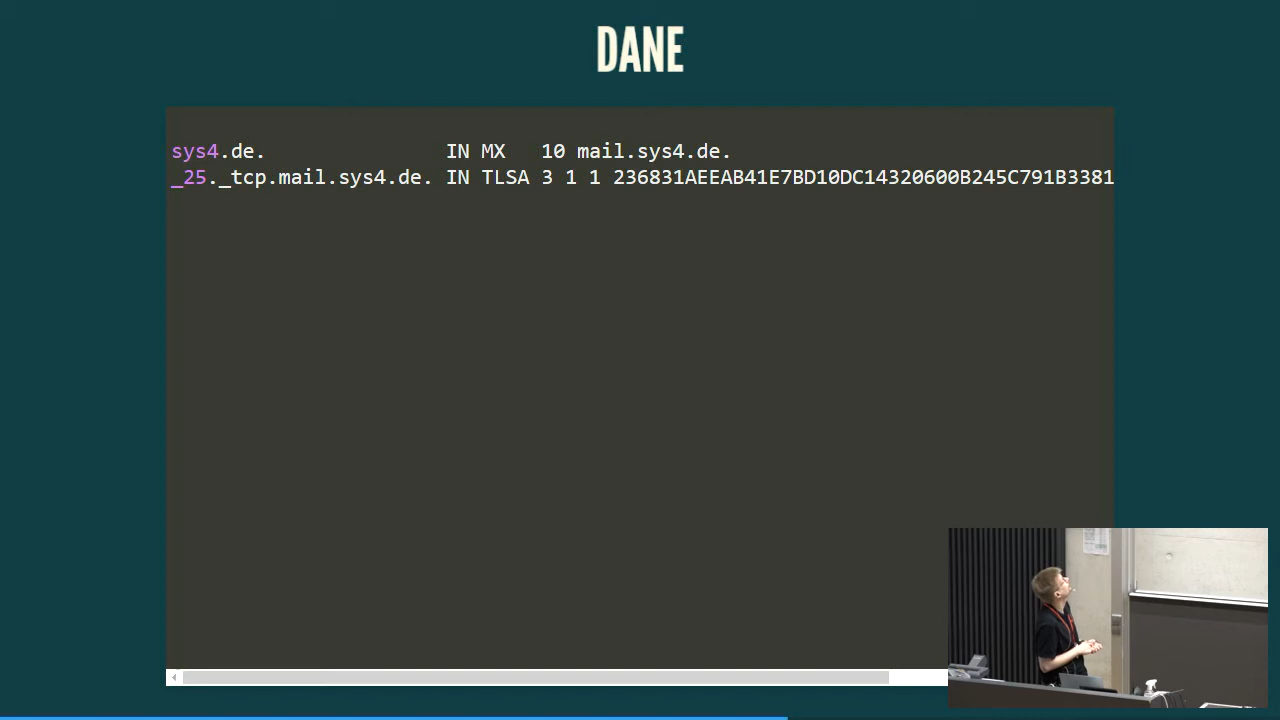 DANE
sys4.de. IN MX 10 mail.sys4.de.
_25._tcp.mail.sys4.de. IN TLSA 3 1 1 236831AEEAB41E7BD10DC14320600B245C791B3381